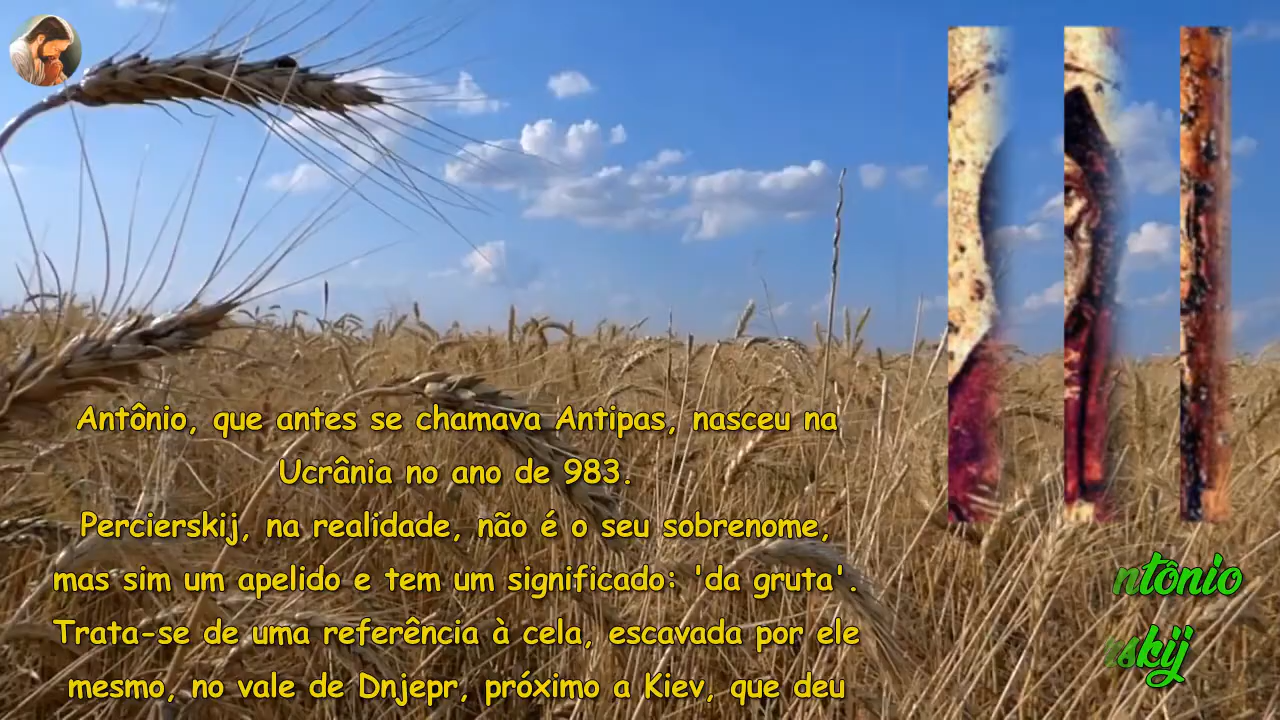 Antônio, que antes se chamava Antipas, nasceu na
Ucrânia no ano de 983.
Percierskij, na realidade, não é o seu sobrenome,
mas sim um apelido e tem um significado: 'da gruta'.
Trata-se de uma referência à cela, escavada por ele
mesmo, no vale de Dnjepr, próximo a Kiev, que deu
ntônio
skij